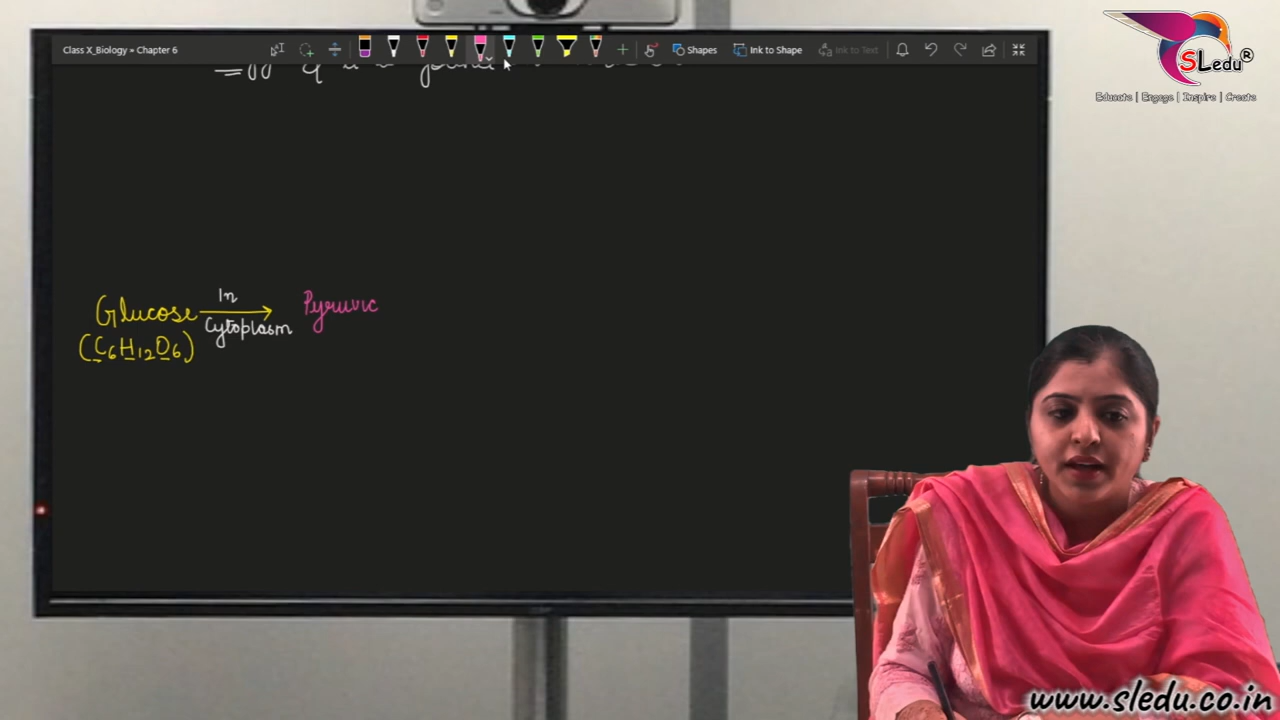 Class X_Biology » Chapter 6
Shapes
Ink to Shape
Ink to Text
SLedu®
Educate | Engage | Inspire | Create
Glucose
In
Cytoplasm
Pyruvic
(C6H12O6)
www.sledu.co.in